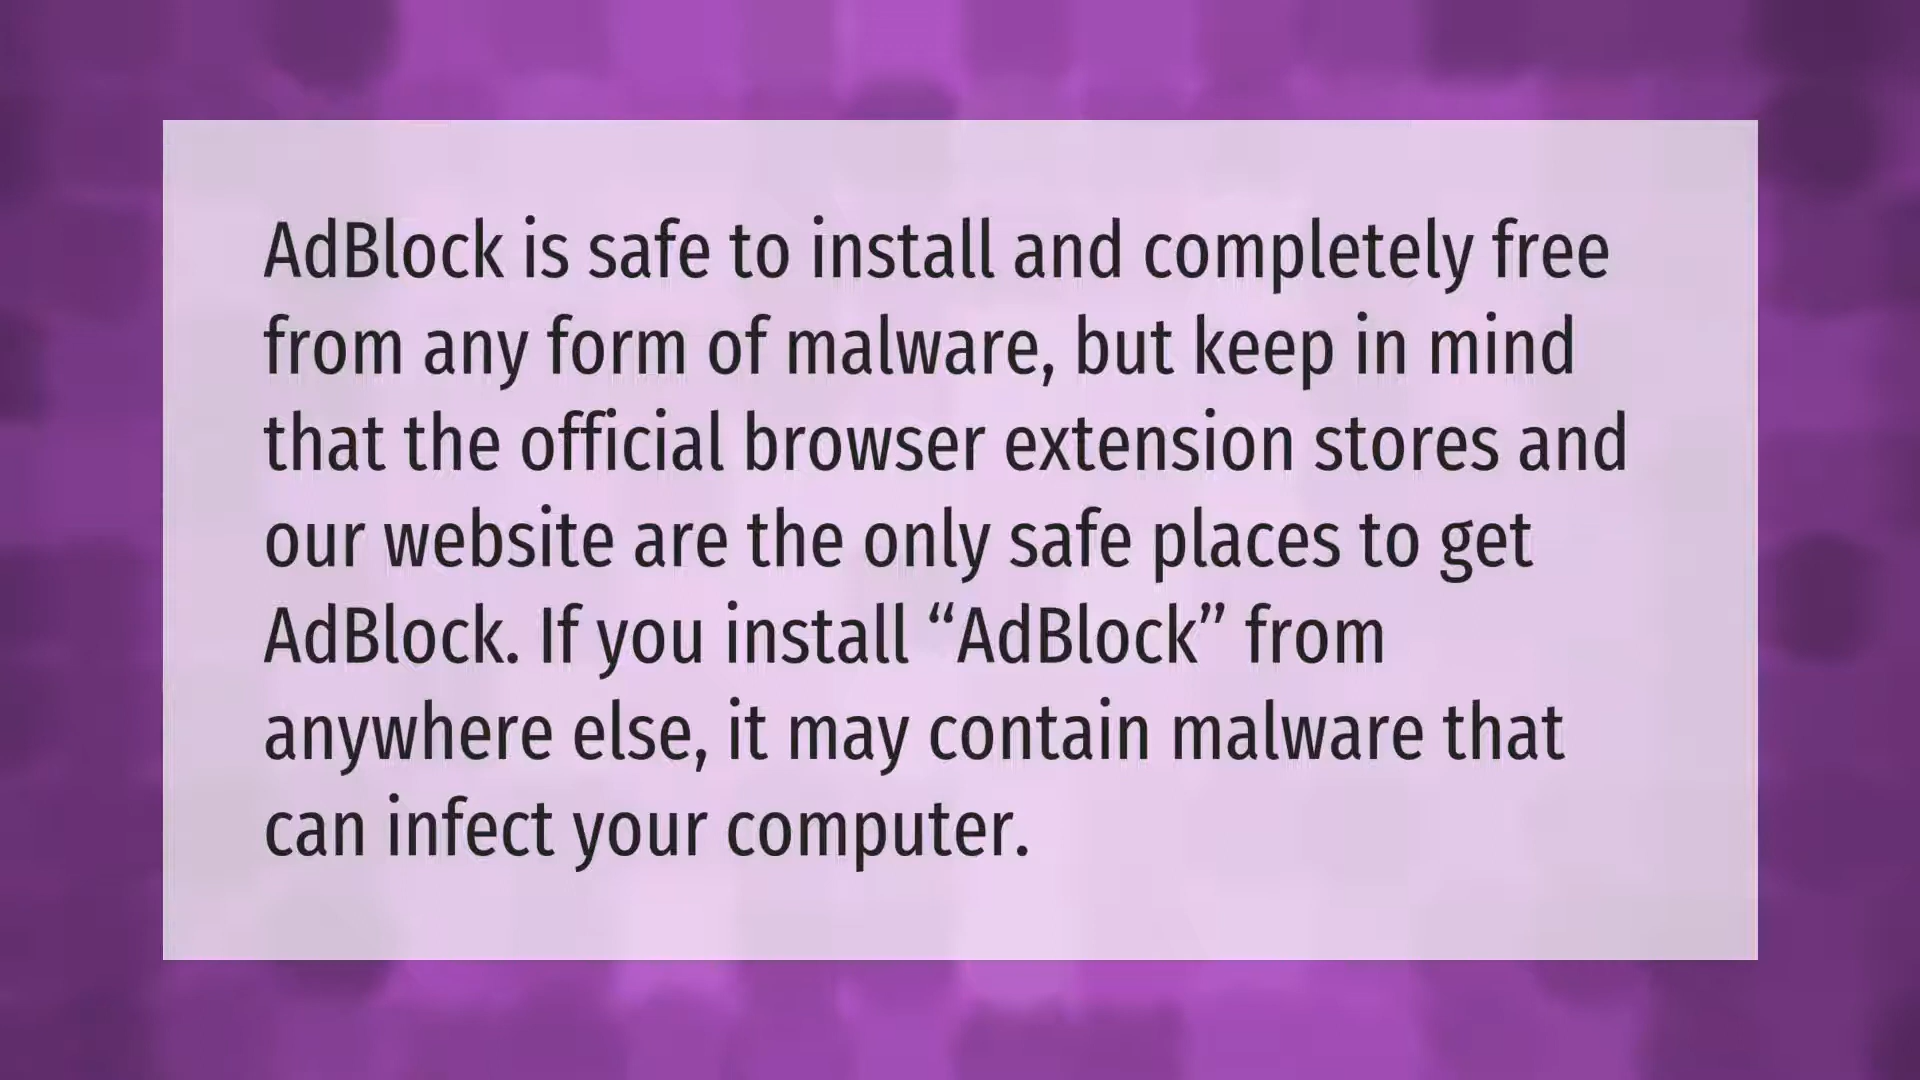 AdBlock is safe to install and completely free
from any form of malware, but keep in mind
that the official browser extension stores and
our website are the only safe places to get
AdBlock. If you install “AdBlock” from
anywhere else, it may contain malware that
can infect your computer.